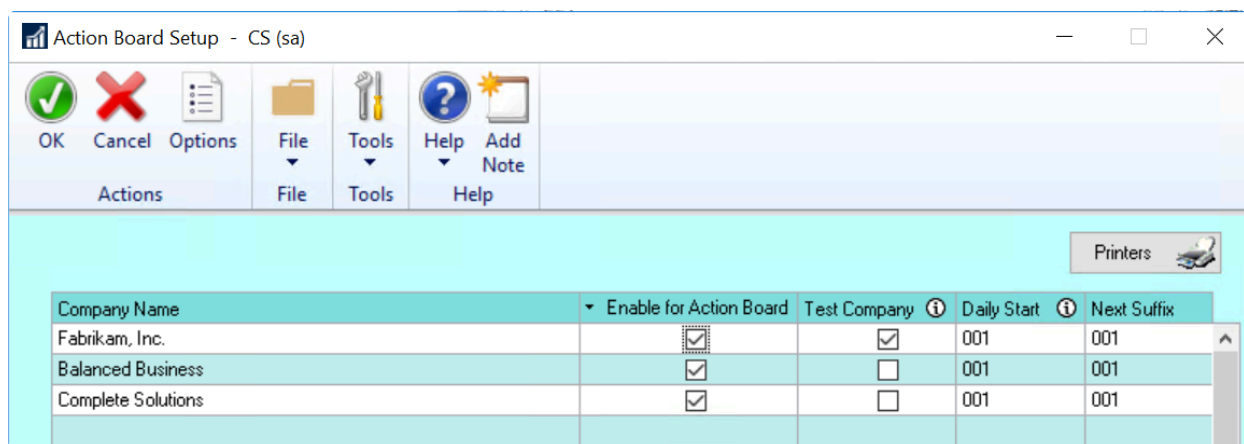 Action Board Setup - CS (sa)
OK Cancel Options File Tools Help Add Note
Actions File Tools Help
Printers
Company Name Enable for Action Board Test Company Daily Start Next Suffix
Fabrikam, Inc. 001 001
Balanced Business 001 001
Complete Solutions 001 001